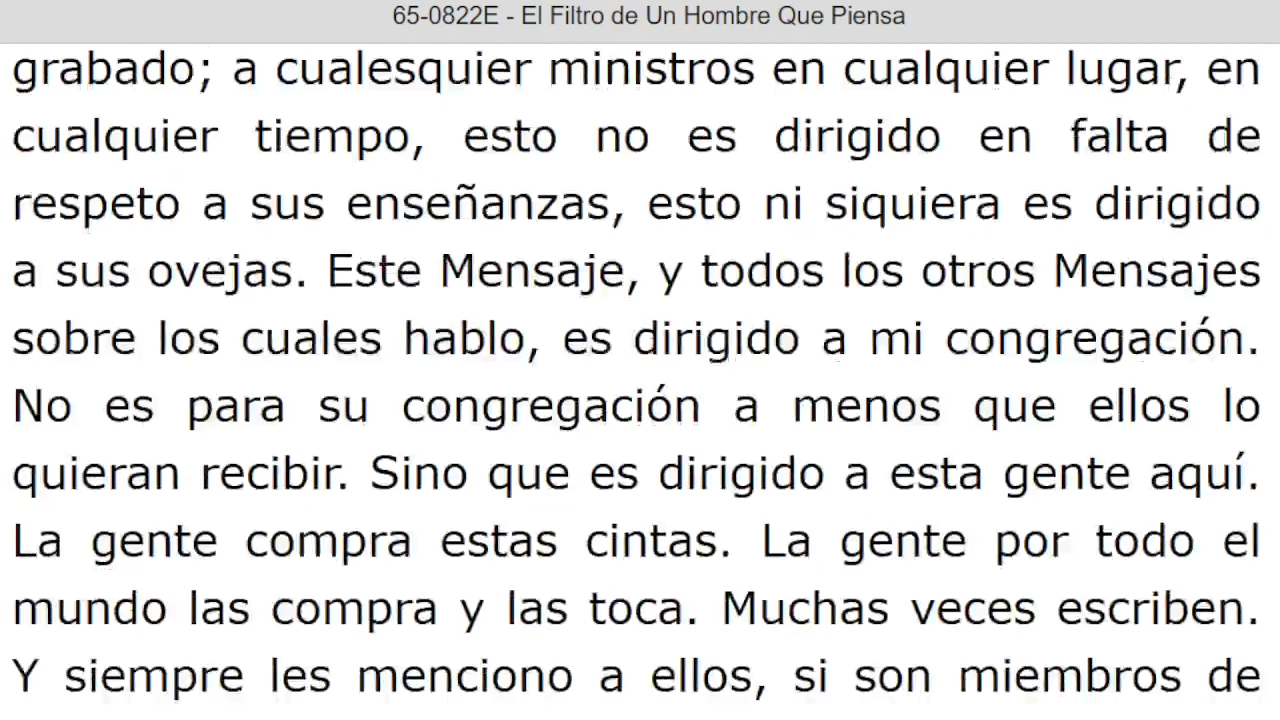 65-0822E - El Filtro de Un Hombre Que Piensa
grabado; a cualesquier ministros en cualquier lugar, en
cualquier tiempo, esto no es dirigido en falta de
respeto a sus enseñanzas, esto ni siquiera es dirigido
a sus ovejas. Este Mensaje, y todos los otros Mensajes
sobre los cuales hablo, es dirigido a mi congregación.
No es para su congregación a menos que ellos lo
quieran recibir. Sino que es dirigido a esta gente aquí.
La gente compra estas cintas. La gente por todo el
mundo las compra y las toca. Muchas veces escriben.
Y siempre les menciono a ellos, si son miembros de